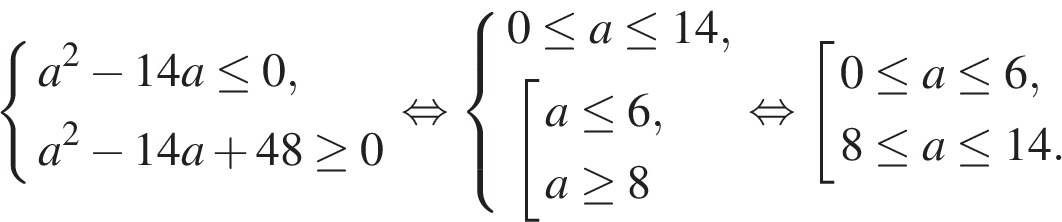 { a² − 14a ≤ 0, a² − 14a + 48 ≥ 0 ⇔ { 0 ≤ a ≤ 14, [ a ≤ 6, a ≥ 8 ⇔ [ 0 ≤ a ≤ 6, 8 ≤ a ≤ 14.